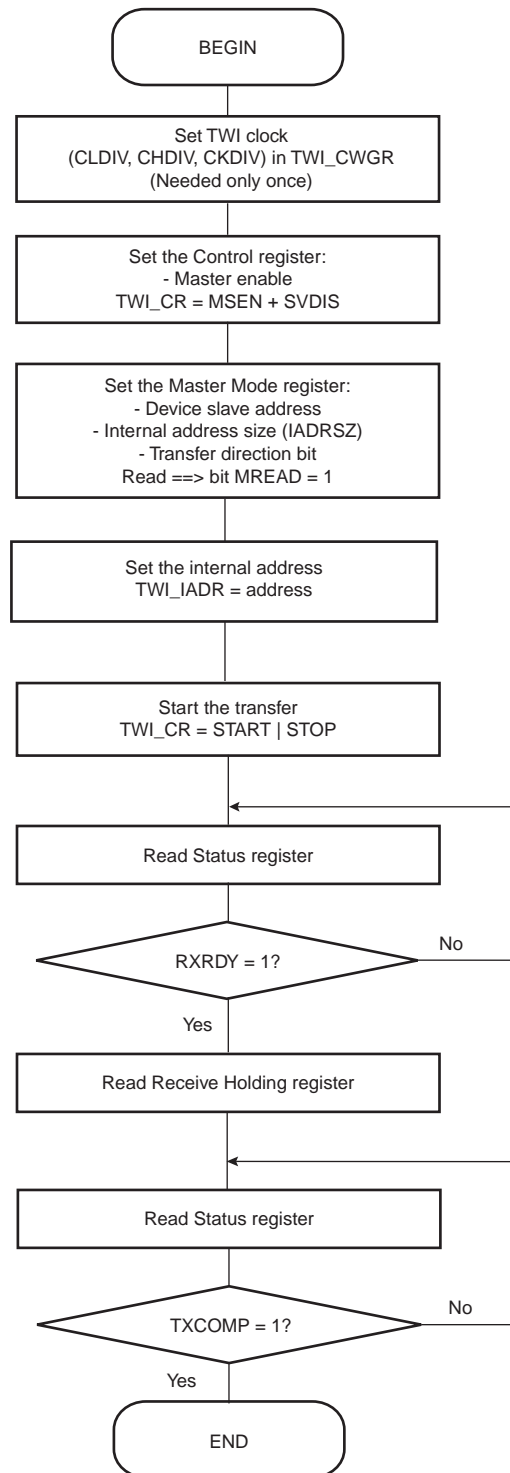 BEGIN
Set TWI clock
(CLDIV, CHDIV, CKDIV) in TWI_CWGR
(Needed only once)
Set the Control register:
- Master enable
TWI_CR = MSEN + SVDIS
Set the Master Mode register:
- Device slave address
- Internal address size (IADRSZ)
- Transfer direction bit
Read ==> bit MREAD = 1
Set the internal address
TWI_IADR = address
Start the transfer
TWI_CR = START | STOP
Read Status register
RXRDY = 1?
No
Yes
Read Receive Holding register
Read Status register
TXCOMP = 1?
No
Yes
END